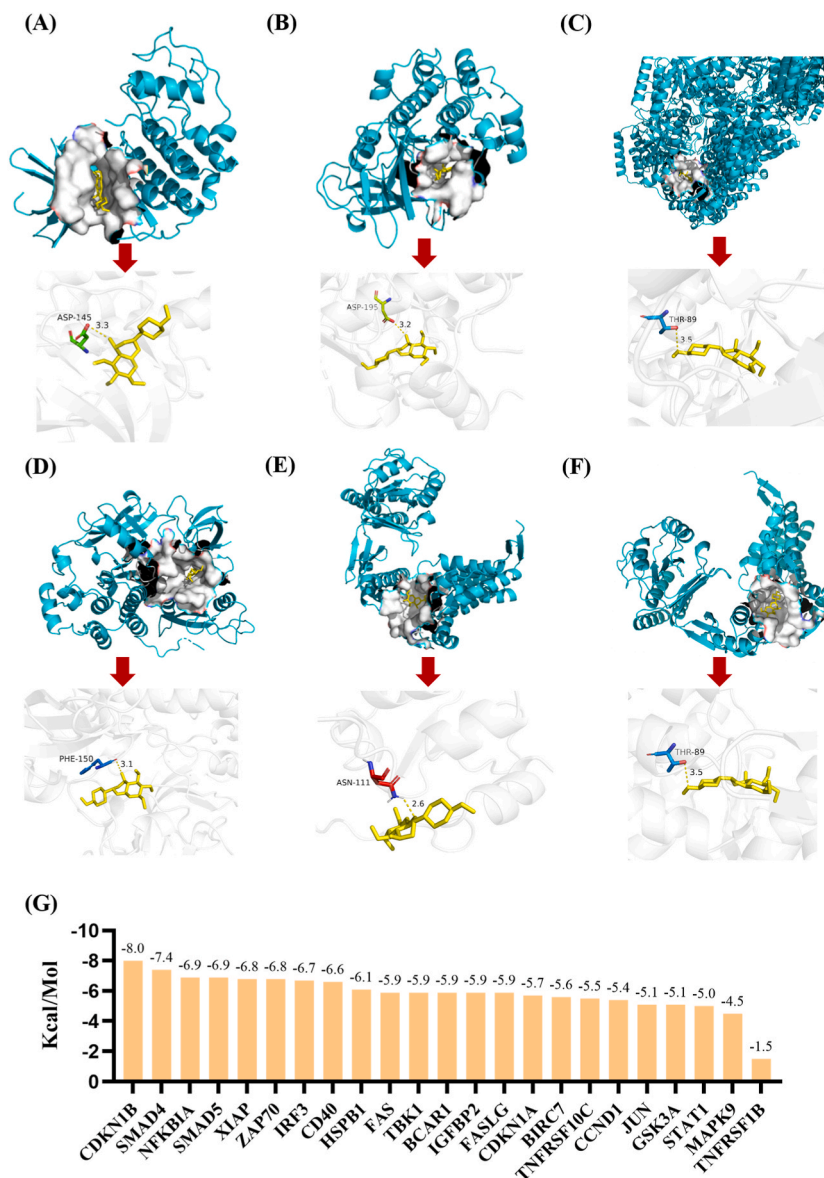 (A)
(B)
(C)
ASP-145
3.3
ASP-195
3.2
THR-89
3.5
(D)
(E)
(F)
PHE-150
3.1
ASN-111
2.6
THR-89
3.5
(G)
Kcal/Mol
-10
-8
-6
-4
-2
0
-8.0
-7.4
-6.9
-6.9
-6.8
-6.8
-6.7
-6.6
-6.1
-5.9
-5.9
-5.9
-5.9
-5.9
-5.7
-5.6
-5.5
-5.4
-5.1
-5.1
-5.0
-4.5
-1.5
CDKN1B
SMAD4
NFKBIA
SMAD5
XIAP
ZAP70
IRF3
CD40
HSPB1
FAS
TBK1
BCAR1
IGFBP2
FASLG
CDKN1A
BIRC7
TNFRSF10C
CCND1
JUN
GSK3A
STAT1
MAPK9
TNFRSF1B